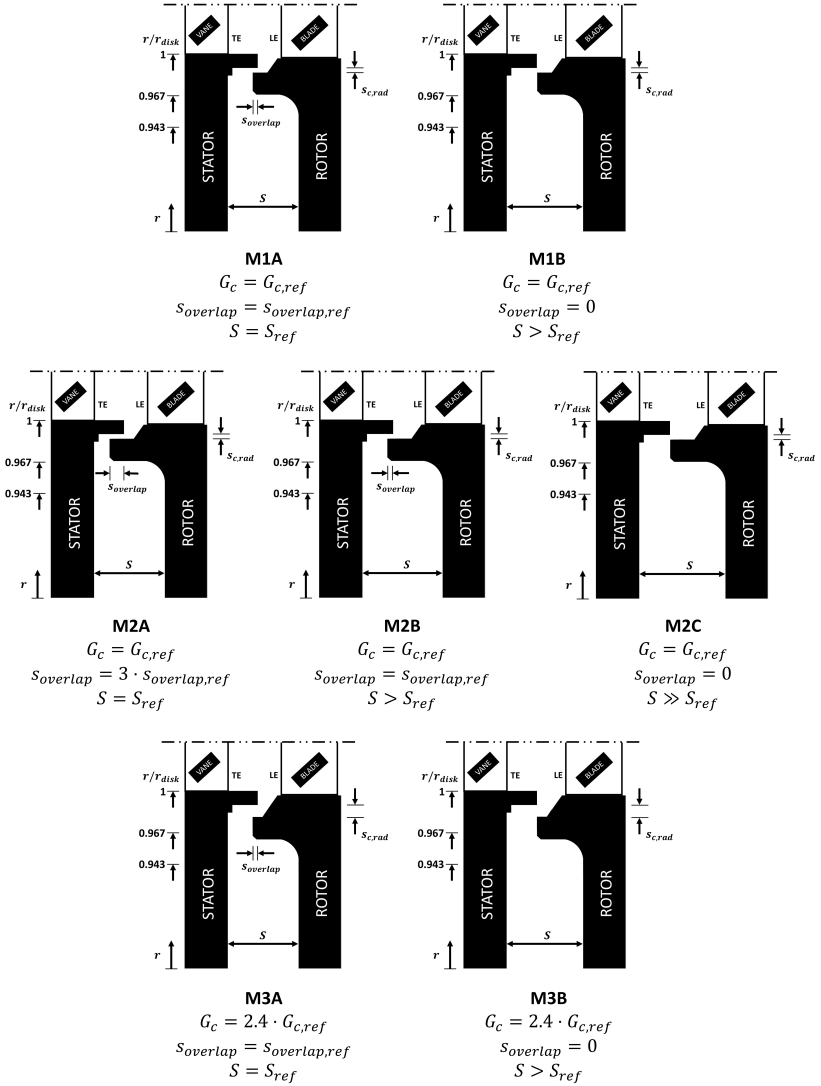 VANE TE LE BLADE
r/r_disk
1
0.967
0.943
s_c,rad
s_overlap
STATOR ROTOR
S
r
M1A
G_c = G_c,ref
s_overlap = s_overlap,ref
S = S_ref
VANE TE LE BLADE
r/r_disk
1
0.967
0.943
s_c,rad
STATOR ROTOR
S
r
M1B
G_c = G_c,ref
s_overlap = 0
S > S_ref
VANE TE LE BLADE
r/r_disk
1
0.967
0.943
s_c,rad
s_overlap
STATOR ROTOR
S
r
M2A
G_c = G_c,ref
s_overlap = 3 · s_overlap,ref
S = S_ref
VANE TE LE BLADE
r/r_disk
1
0.967
0.943
s_c,rad
s_overlap
STATOR ROTOR
S
r
M2B
G_c = G_c,ref
s_overlap = s_overlap,ref
S > S_ref
VANE TE LE BLADE
r/r_disk
1
0.967
0.943
s_c,rad
STATOR ROTOR
S
r
M2C
G_c = G_c,ref
s_overlap = 0
S ≫ S_ref
VANE TE LE BLADE
r/r_disk
1
0.967
0.943
s_c,rad
s_overlap
STATOR ROTOR
S
r
M3A
G_c = 2.4 · G_c,ref
s_overlap = s_overlap,ref
S = S_ref
VANE TE LE BLADE
r/r_disk
1
0.967
0.943
s_c,rad
STATOR ROTOR
S
r
M3B
G_c = 2.4 · G_c,ref
s_overlap = 0
S > S_ref